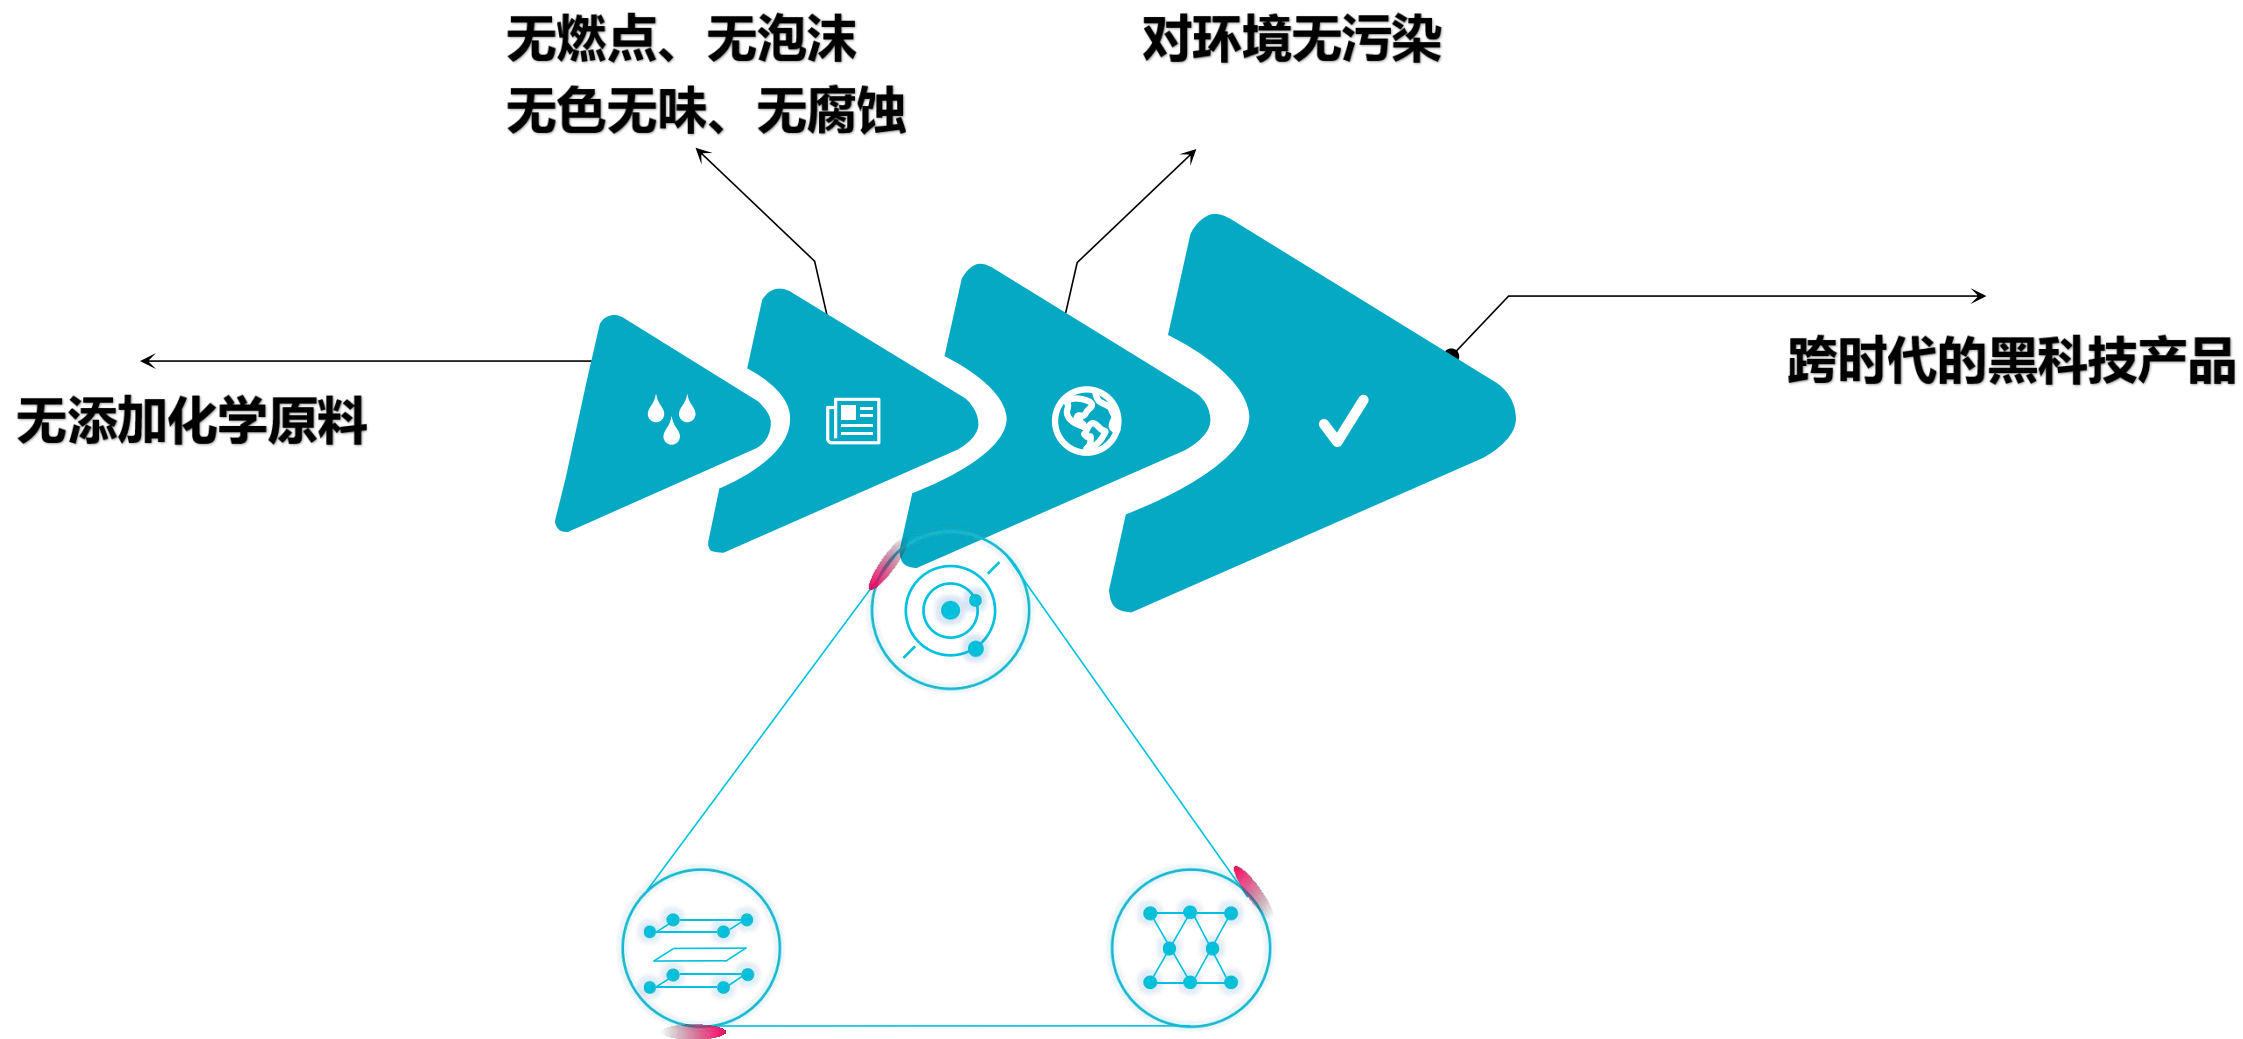 无燃点、无泡沫
无色无味、无腐蚀
对环境无污染
跨时代的黑科技产品
无添加化学原料